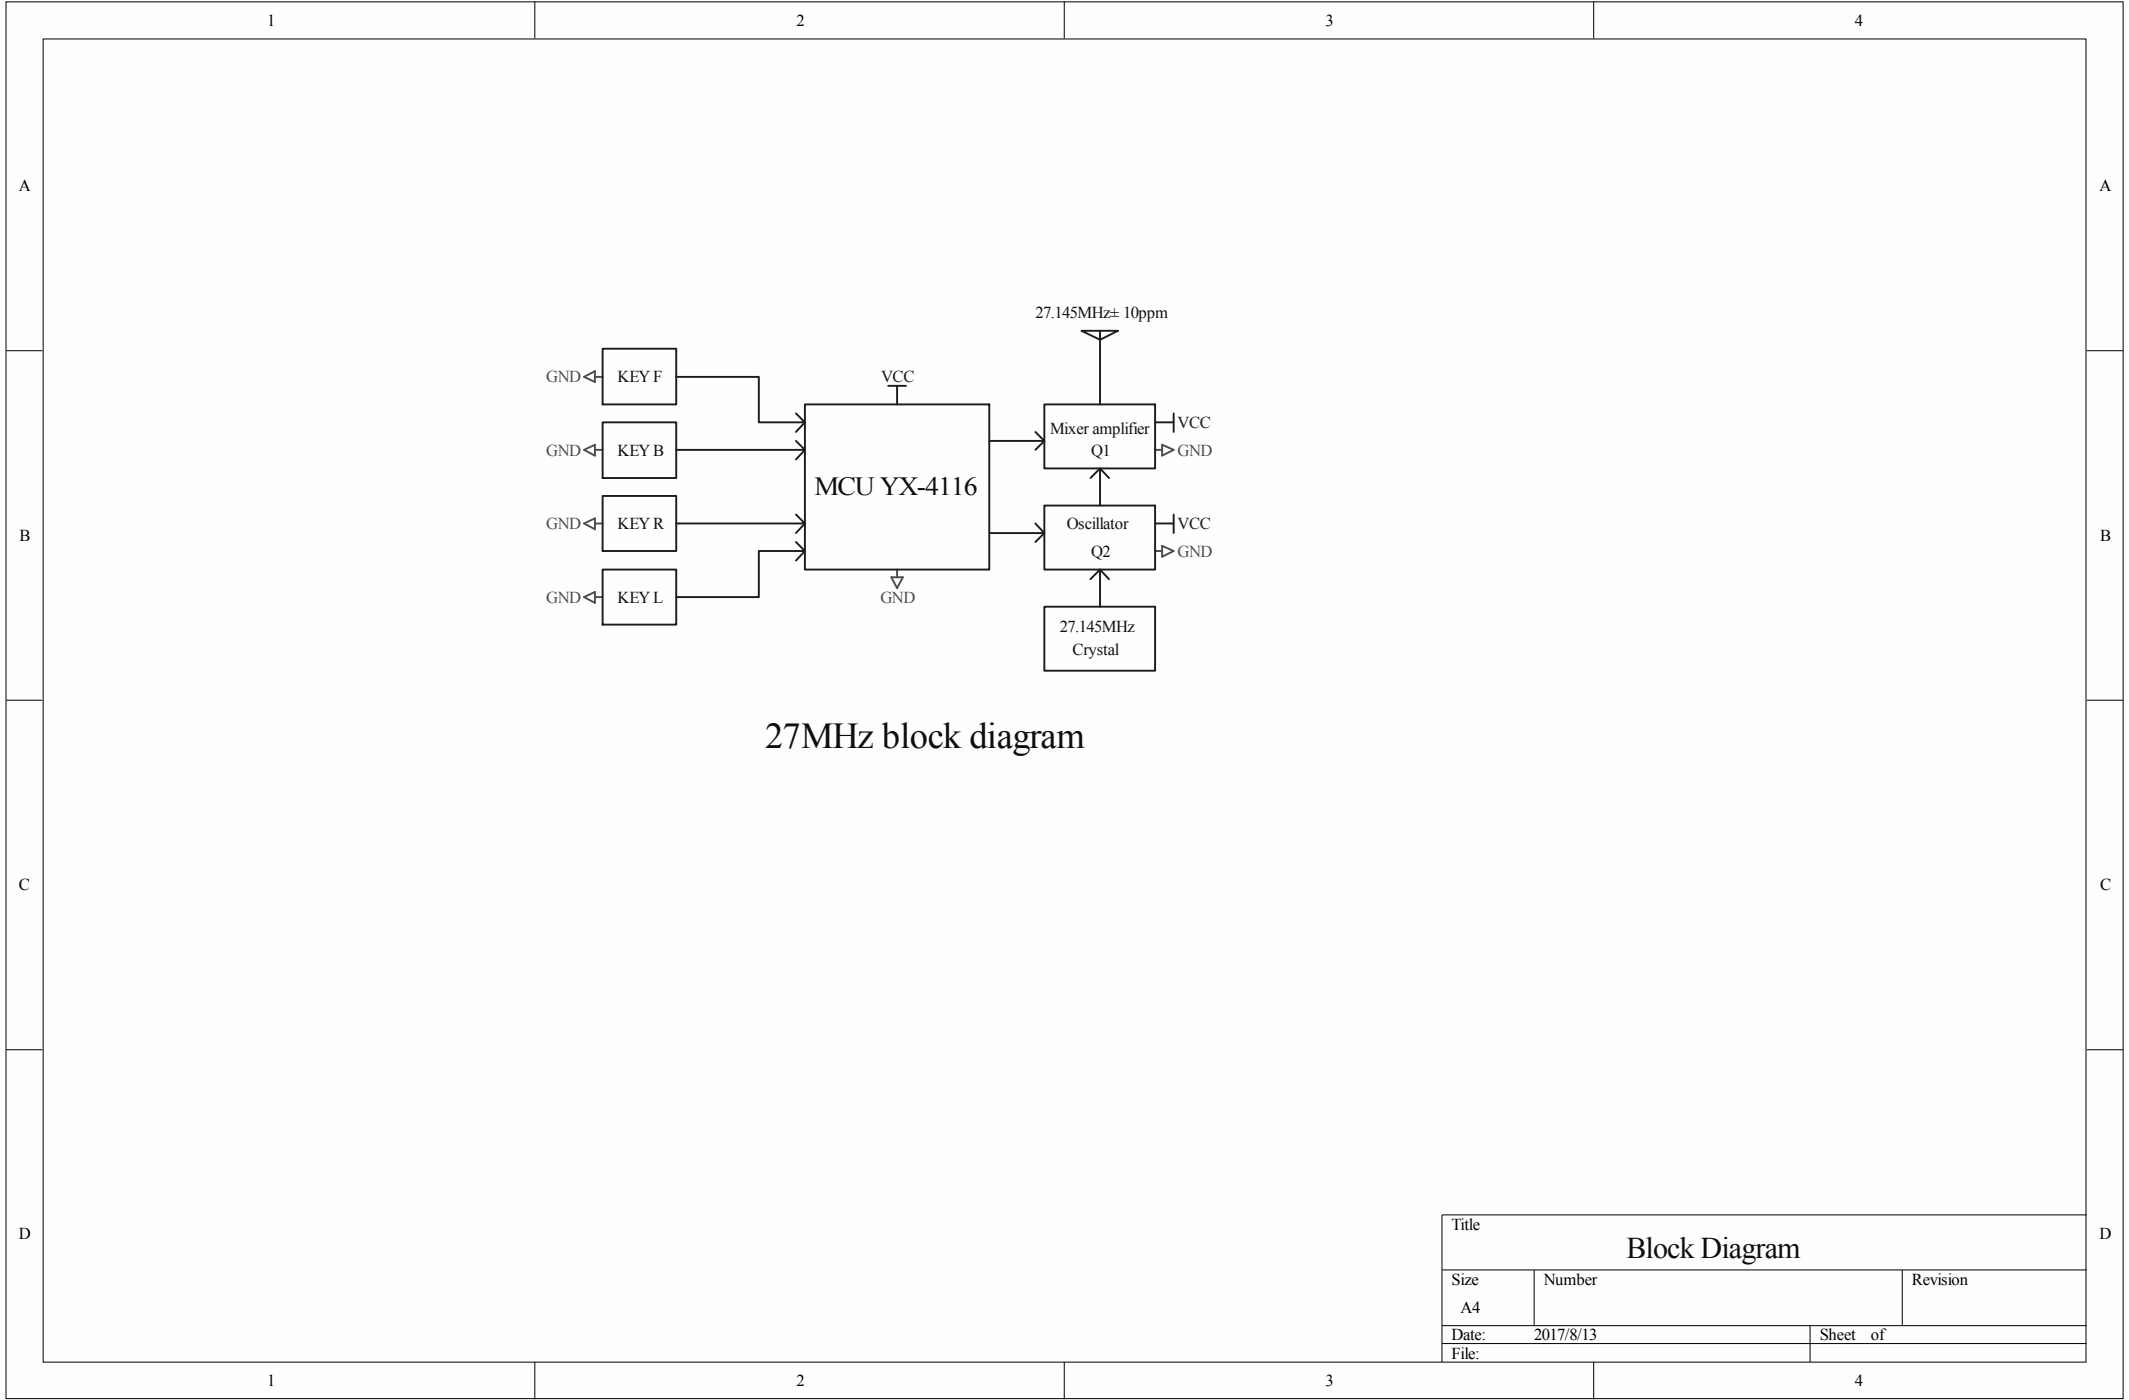 1 2 3 4
A A
27.145MHz± 10ppm
GND KEY F VCC
Mixer amplifier VCC
GND KEY B Q1 GND
MCU YX-4116
GND KEY R Oscillator VCC
B B
Q2 GND
GND KEY L GND
27.145MHz
Crystal
27MHz block diagram
C C
Title
D D
Block Diagram
Size Number Revision
A4
Date: 2017/8/13 Sheet of
File:
1 2 3 4